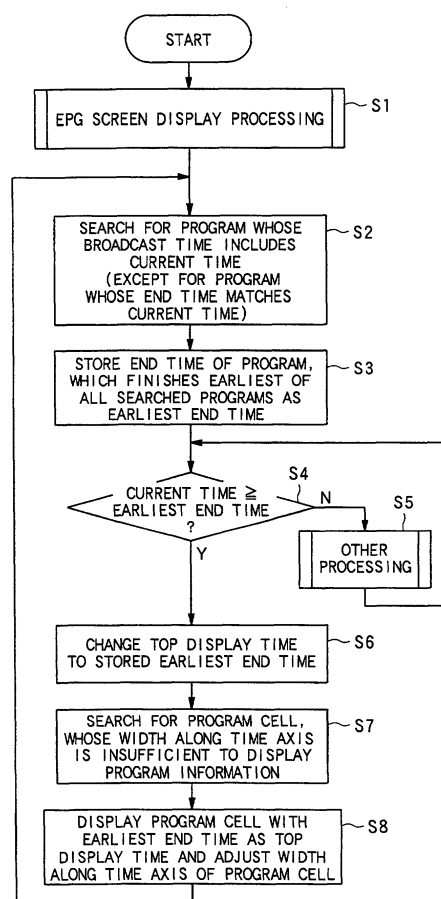 START
EPG SCREEN DISPLAY PROCESSING
S1
SEARCH FOR PROGRAM WHOSE
BROADCAST TIME INCLUDES
CURRENT TIME
(EXCEPT FOR PROGRAM
WHOSE END TIME MATCHES
CURRENT TIME)
S2
STORE END TIME OF PROGRAM,
WHICH FINISHES EARLIEST OF
ALL SEARCHED PROGRAMS AS
EARLIEST END TIME
S3
CURRENT TIME ≧
EARLIEST END TIME
?
S4
N
Y
S5
OTHER
PROCESSING
CHANGE TOP DISPLAY TIME
TO STORED EARLIEST END TIME
S6
SEARCH FOR PROGRAM CELL,
WHOSE WIDTH ALONG TIME AXIS
IS INSUFFICIENT TO DISPLAY
PROGRAM INFORMATION
S7
DISPLAY PROGRAM CELL WITH
EARLIEST END TIME AS TOP
DISPLAY TIME AND ADJUST WIDTH
ALONG TIME AXIS OF PROGRAM CELL
S8